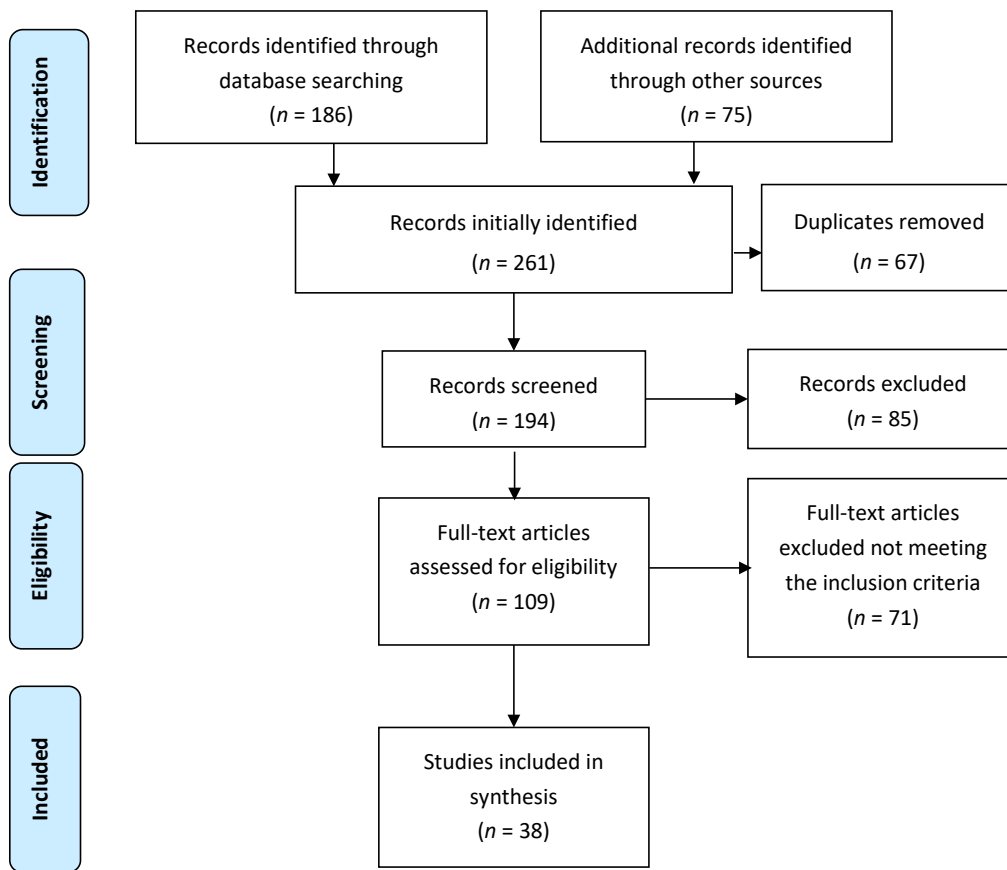 Identification
Records identified through
database searching
(n = 186)
Additional records identified
through other sources
(n = 75)
Records initially identified
(n = 261)
Duplicates removed
(n = 67)
Screening
Records screened
(n = 194)
Records excluded
(n = 85)
Eligibility
Full-text articles
assessed for eligibility
(n = 109)
Full-text articles
excluded not meeting
the inclusion criteria
(n = 71)
Included
Studies included in
synthesis
(n = 38)